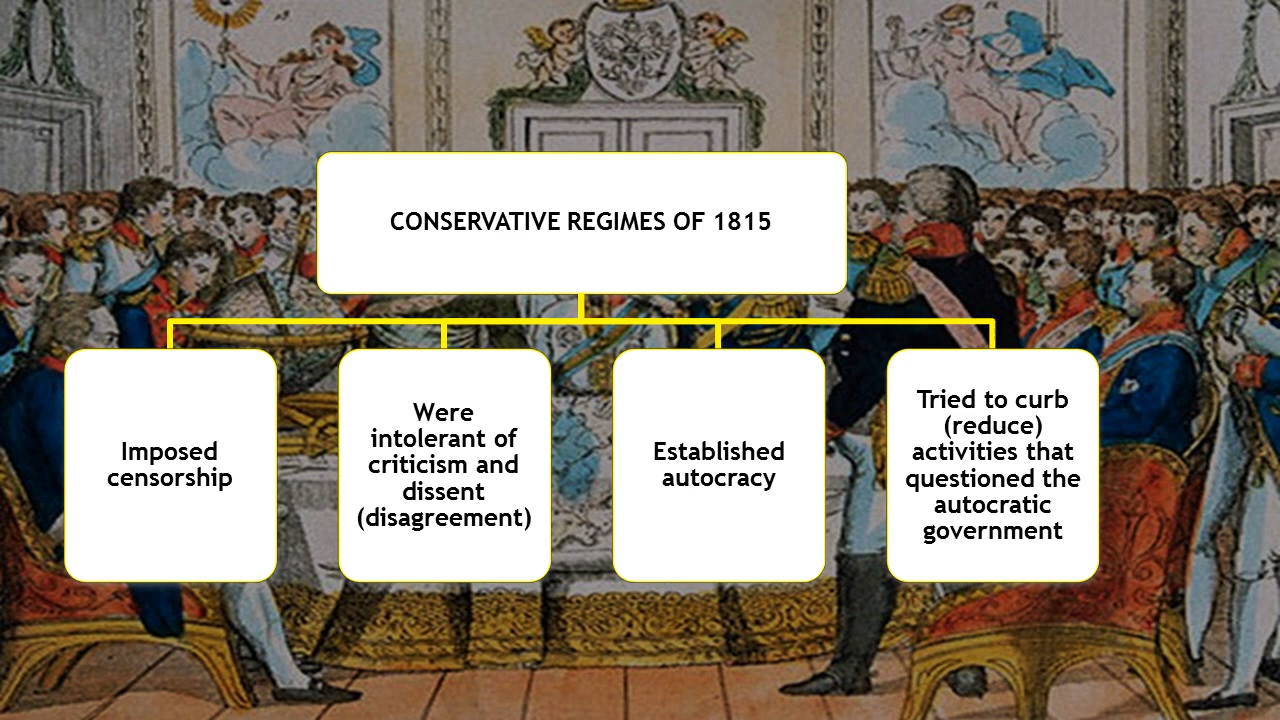 CONSERVATIVE REGIMES OF 1815
Imposed
censorship
Were
intolerant of
criticism and
dissent
(disagreement)
Established
autocracy
Tried to curb
(reduce)
activities that
questioned the
autocratic
government